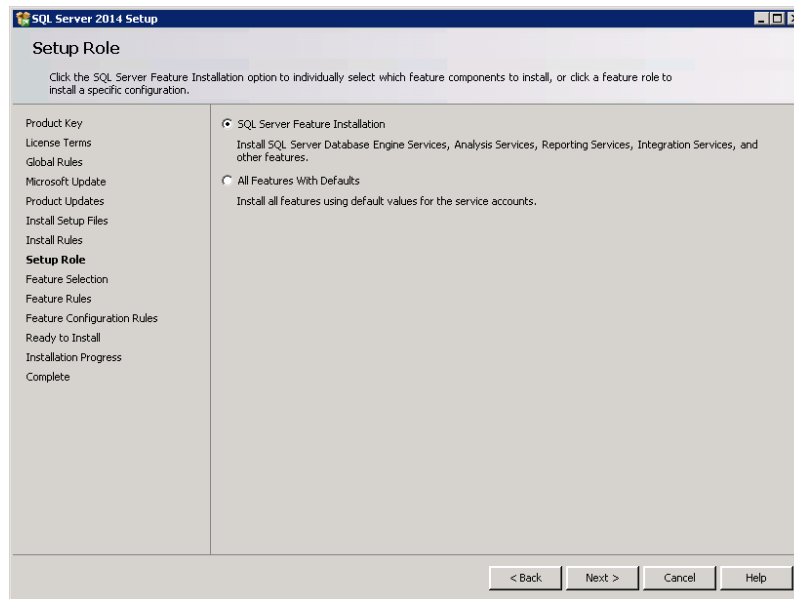 SQL Server 2014 Setup
Setup Role
Click the SQL Server Feature Installation option to individually select which feature components to install, or click a feature role to
install a specific configuration.
Product Key
License Terms
Global Rules
Microsoft Update
Product Updates
Install Setup Files
Install Rules
Setup Role
Feature Selection
Feature Rules
Feature Configuration Rules
Ready to Install
Installation Progress
Complete
SQL Server Feature Installation
Install SQL Server Database Engine Services, Analysis Services, Reporting Services, Integration Services, and
other features.
All Features With Defaults
Install all features using default values for the service accounts.
< Back
Next >
Cancel
Help